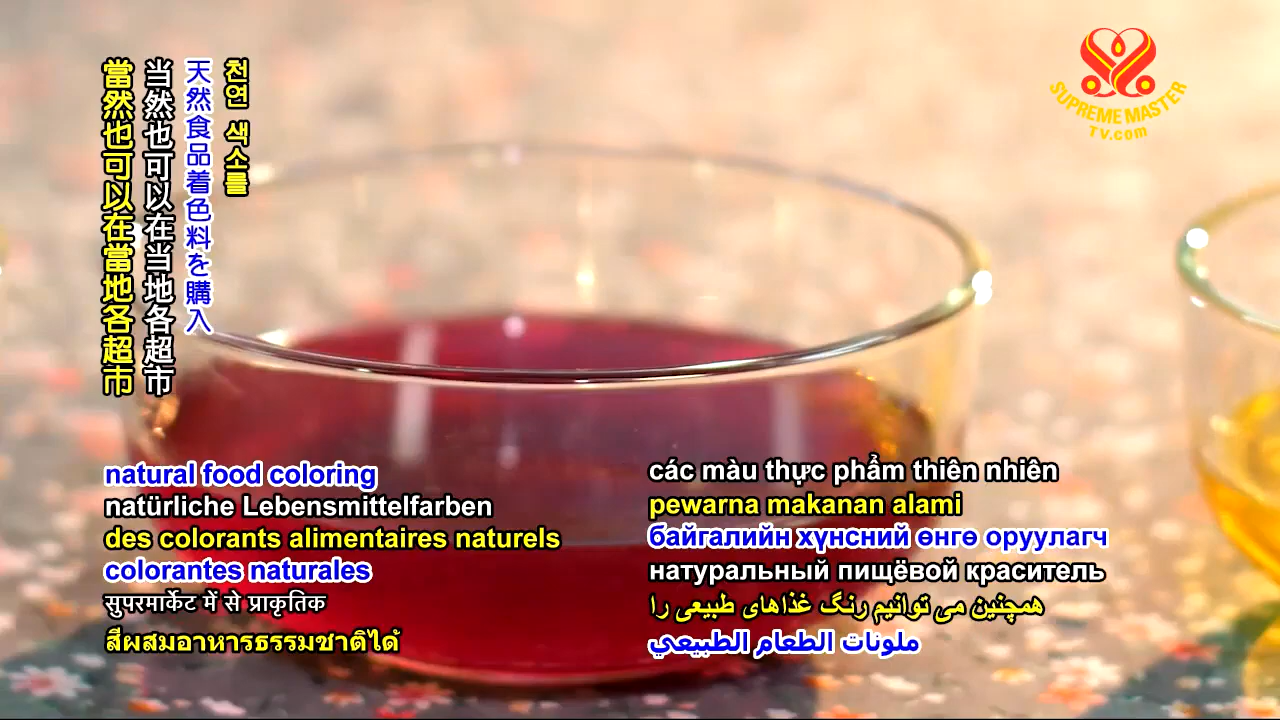 當然也可以在當地各超市
当然也可以在当地各超市
天然食品着色料を購入
천연 색소를
SUPREME MASTER
TV.com
natural food coloring
natürliche Lebensmittelfarben
des colorants alimentaires naturels
colorantes naturales
सुपरमार्केट में से प्राकृतिक
สีผสมอาหารธรรมชาติได้
các màu thực phẩm thiên nhiên
pewarna makanan alami
байгалийн хүнсний өнгө оруулагч
натуральный пищёвой краситель
همچنین می توانیم رنگ غذاهای طبیعی را
ملونات الطعام الطبيعي